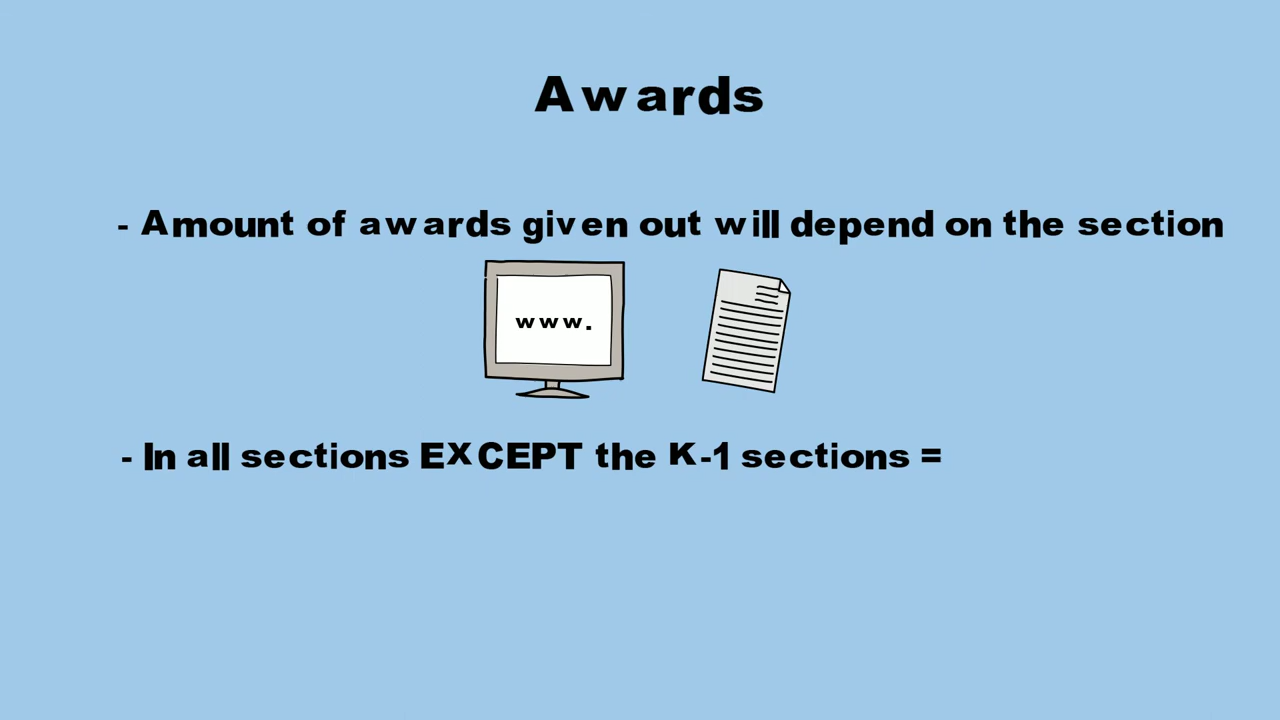 Awards
- Amount of awards given out will depend on the section
www.
- In all sections EXCEPT the K-1 sections =